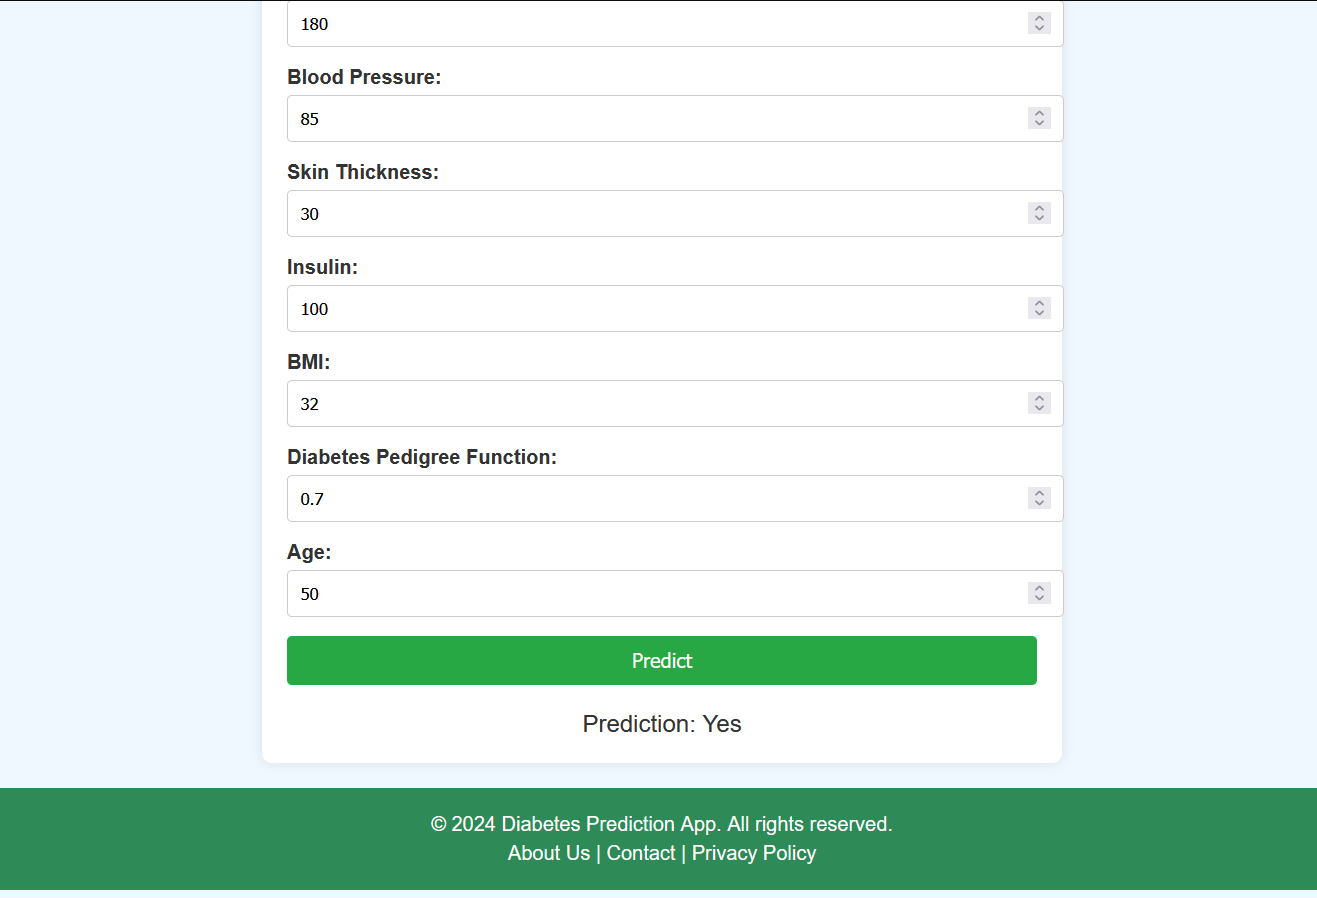 180
Blood Pressure:
85
Skin Thickness:
30
Insulin:
100
BMI:
32
Diabetes Pedigree Function:
0.7
Age:
50
Predict
Prediction: Yes
© 2024 Diabetes Prediction App. All rights reserved.
About Us | Contact | Privacy Policy